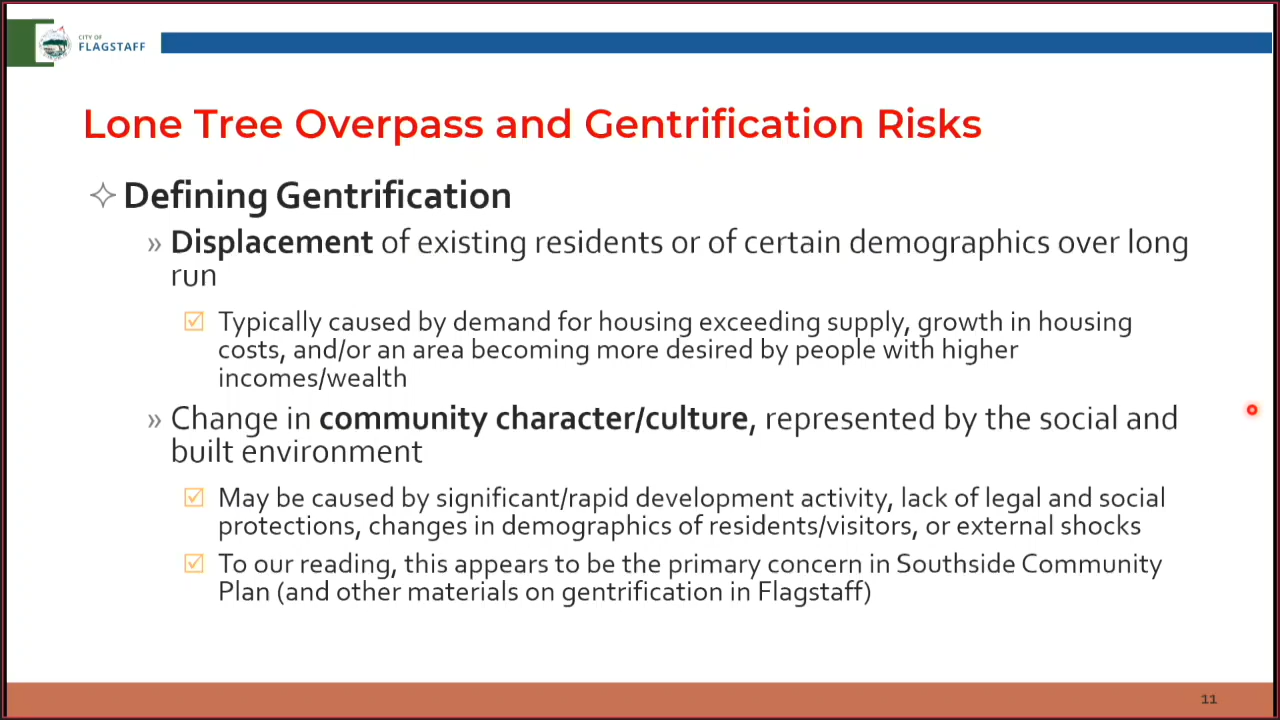 CITY OF
FLAGSTAFF
Lone Tree Overpass and Gentrification Risks
Defining Gentrification
» Displacement of existing residents or of certain demographics over long
run
Typically caused by demand for housing exceeding supply, growth in housing
costs, and/or an area becoming more desired by people with higher
incomes/wealth
» Change in community character/culture, represented by the social and
built environment
May be caused by significant/rapid development activity, lack of legal and social
protections, changes in demographics of residents/visitors, or external shocks
To our reading, this appears to be the primary concern in Southside Community
Plan (and other materials on gentrification in Flagstaff)
11